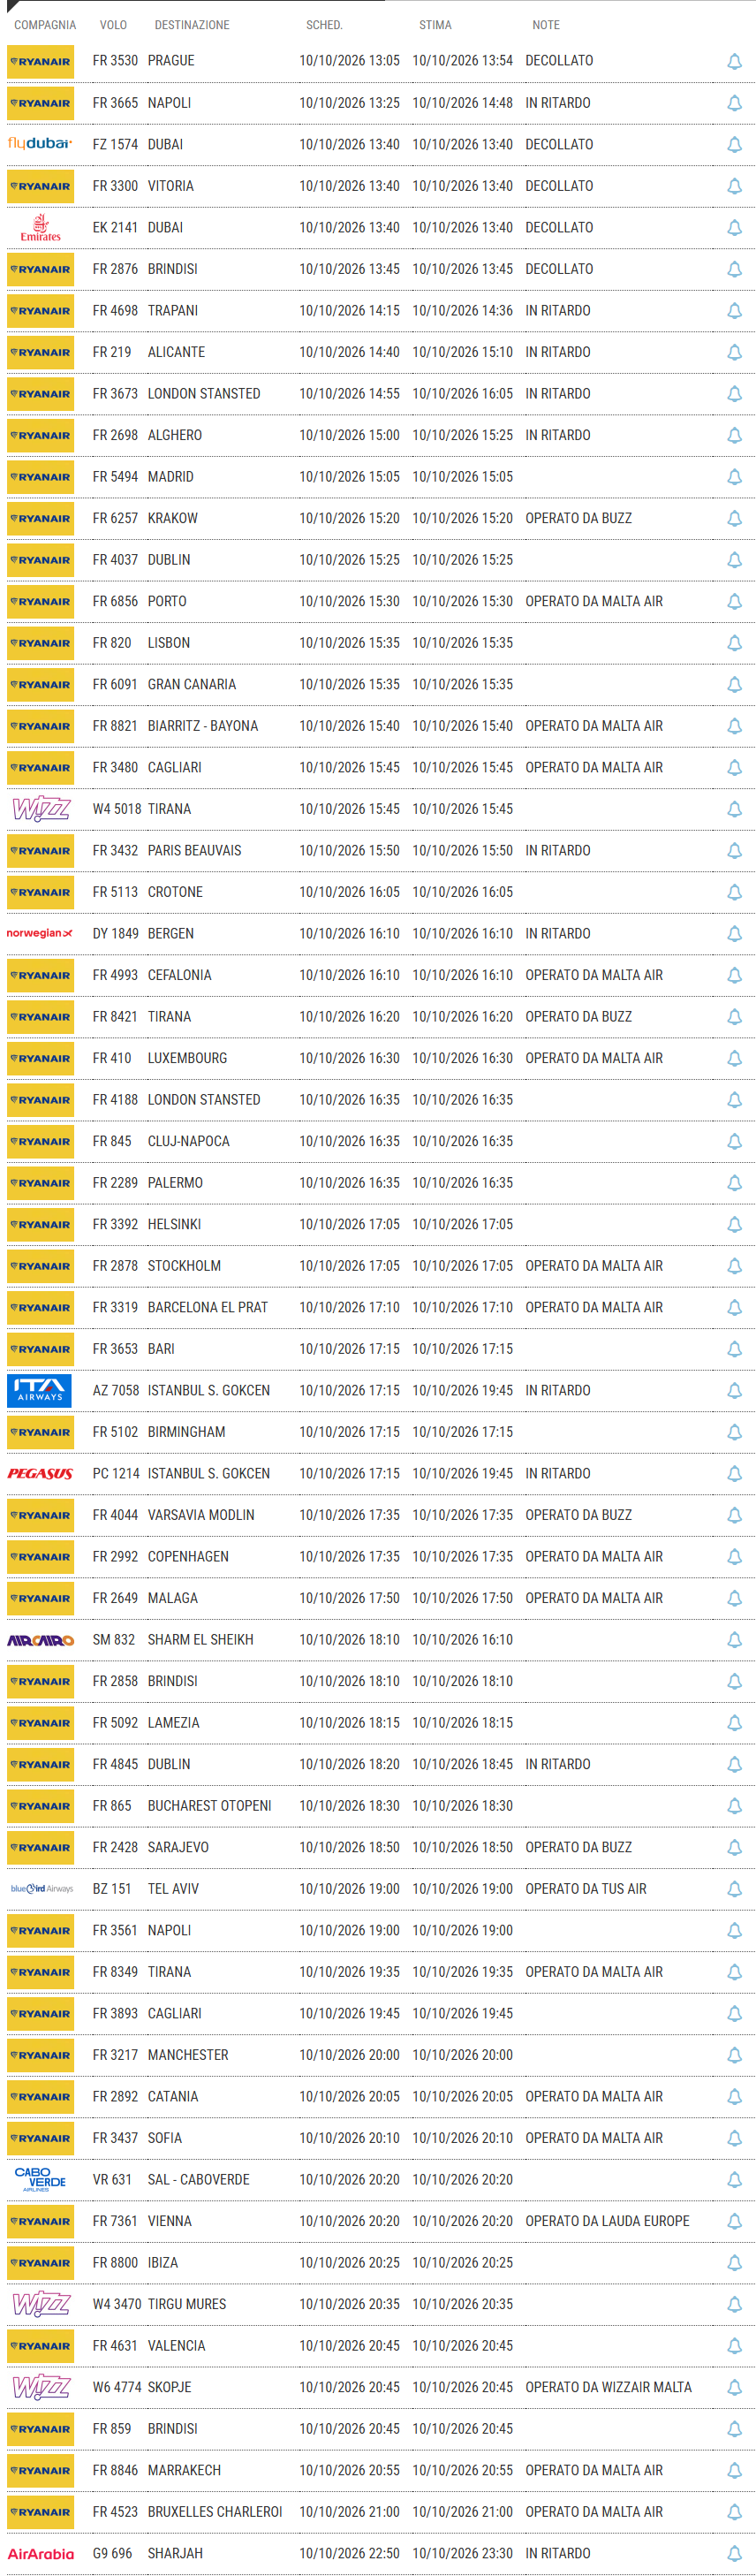 COMPAGNIA VOLO DESTINAZIONE SCHED. STIMA NOTE
RYANAIR FR 3530 PRAGUE 10/10/2026 13:05 10/10/2026 13:54 DECOLLATO
RYANAIR FR 3665 NAPOLI 10/10/2026 13:25 10/10/2026 14:48 IN RITARDO
flydubai FZ 1574 DUBAI 10/10/2026 13:40 10/10/2026 13:40 DECOLLATO
RYANAIR FR 3300 VITORIA 10/10/2026 13:40 10/10/2026 13:40 DECOLLATO
Emirates EK 2141 DUBAI 10/10/2026 13:40 10/10/2026 13:40 DECOLLATO
RYANAIR FR 2876 BRINDISI 10/10/2026 13:45 10/10/2026 13:45 DECOLLATO
RYANAIR FR 4698 TRAPANI 10/10/2026 14:15 10/10/2026 14:36 IN RITARDO
RYANAIR FR 219 ALICANTE 10/10/2026 14:40 10/10/2026 15:10 IN RITARDO
RYANAIR FR 3673 LONDON STANSTED 10/10/2026 14:55 10/10/2026 16:05 IN RITARDO
RYANAIR FR 2698 ALGHERO 10/10/2026 15:00 10/10/2026 15:25 IN RITARDO
RYANAIR FR 5494 MADRID 10/10/2026 15:05 10/10/2026 15:05
RYANAIR FR 6257 KRAKOW 10/10/2026 15:20 10/10/2026 15:20 OPERATO DA BUZZ
RYANAIR FR 4037 DUBLIN 10/10/2026 15:25 10/10/2026 15:25
RYANAIR FR 6856 PORTO 10/10/2026 15:30 10/10/2026 15:30 OPERATO DA MALTA AIR
RYANAIR FR 820 LISBON 10/10/2026 15:35 10/10/2026 15:35
RYANAIR FR 6091 GRAN CANARIA 10/10/2026 15:35 10/10/2026 15:35
RYANAIR FR 8821 BIARRITZ - BAYONA 10/10/2026 15:40 10/10/2026 15:40 OPERATO DA MALTA AIR
RYANAIR FR 3480 CAGLIARI 10/10/2026 15:45 10/10/2026 15:45 OPERATO DA MALTA AIR
WIZZ W4 5018 TIRANA 10/10/2026 15:45 10/10/2026 15:45
RYANAIR FR 3432 PARIS BEAUVAIS 10/10/2026 15:50 10/10/2026 15:50 IN RITARDO
RYANAIR FR 5113 CROTONE 10/10/2026 16:05 10/10/2026 16:05
norwegian DY 1849 BERGEN 10/10/2026 16:10 10/10/2026 16:10 IN RITARDO
RYANAIR FR 4993 CEFALONIA 10/10/2026 16:10 10/10/2026 16:10 OPERATO DA MALTA AIR
RYANAIR FR 8421 TIRANA 10/10/2026 16:20 10/10/2026 16:20 OPERATO DA BUZZ
RYANAIR FR 410 LUXEMBOURG 10/10/2026 16:30 10/10/2026 16:30 OPERATO DA MALTA AIR
RYANAIR FR 4188 LONDON STANSTED 10/10/2026 16:35 10/10/2026 16:35
RYANAIR FR 845 CLUJ-NAPOCA 10/10/2026 16:35 10/10/2026 16:35
RYANAIR FR 2289 PALERMO 10/10/2026 16:35 10/10/2026 16:35
RYANAIR FR 3392 HELSINKI 10/10/2026 17:05 10/10/2026 17:05
RYANAIR FR 2878 STOCKHOLM 10/10/2026 17:05 10/10/2026 17:05 OPERATO DA MALTA AIR
RYANAIR FR 3319 BARCELONA EL PRAT 10/10/2026 17:10 10/10/2026 17:10 OPERATO DA MALTA AIR
RYANAIR FR 3653 BARI 10/10/2026 17:15 10/10/2026 17:15
ITA AIRWAYS AZ 7058 ISTANBUL S. GOKCEN 10/10/2026 17:15 10/10/2026 19:45 IN RITARDO
RYANAIR FR 5102 BIRMINGHAM 10/10/2026 17:15 10/10/2026 17:15
PEGASUS PC 1214 ISTANBUL S. GOKCEN 10/10/2026 17:15 10/10/2026 19:45 IN RITARDO
RYANAIR FR 4044 VARSAVIA MODLIN 10/10/2026 17:35 10/10/2026 17:35 OPERATO DA BUZZ
RYANAIR FR 2992 COPENHAGEN 10/10/2026 17:35 10/10/2026 17:35 OPERATO DA MALTA AIR
RYANAIR FR 2649 MALAGA 10/10/2026 17:50 10/10/2026 17:50 OPERATO DA MALTA AIR
AIRCAIRO SM 832 SHARM EL SHEIKH 10/10/2026 18:10 10/10/2026 16:10
RYANAIR FR 2858 BRINDISI 10/10/2026 18:10 10/10/2026 18:10
RYANAIR FR 5092 LAMEZIA 10/10/2026 18:15 10/10/2026 18:15
RYANAIR FR 4845 DUBLIN 10/10/2026 18:20 10/10/2026 18:45 IN RITARDO
RYANAIR FR 865 BUCHAREST OTOPENI 10/10/2026 18:30 10/10/2026 18:30
RYANAIR FR 2428 SARAJEVO 10/10/2026 18:50 10/10/2026 18:50 OPERATO DA BUZZ
bluebird Airways BZ 151 TEL AVIV 10/10/2026 19:00 10/10/2026 19:00 OPERATO DA TUS AIR
RYANAIR FR 3561 NAPOLI 10/10/2026 19:00 10/10/2026 19:00
RYANAIR FR 8349 TIRANA 10/10/2026 19:35 10/10/2026 19:35 OPERATO DA MALTA AIR
RYANAIR FR 3893 CAGLIARI 10/10/2026 19:45 10/10/2026 19:45
RYANAIR FR 3217 MANCHESTER 10/10/2026 20:00 10/10/2026 20:00
RYANAIR FR 2892 CATANIA 10/10/2026 20:05 10/10/2026 20:05 OPERATO DA MALTA AIR
RYANAIR FR 3437 SOFIA 10/10/2026 20:10 10/10/2026 20:10 OPERATO DA MALTA AIR
CABO VERDE AIRLINES VR 631 SAL - CABOVERDE 10/10/2026 20:20 10/10/2026 20:20
RYANAIR FR 7361 VIENNA 10/10/2026 20:20 10/10/2026 20:20 OPERATO DA LAUDA EUROPE
RYANAIR FR 8800 IBIZA 10/10/2026 20:25 10/10/2026 20:25
WIZZ W4 3470 TIRGU MURES 10/10/2026 20:35 10/10/2026 20:35
RYANAIR FR 4631 VALENCIA 10/10/2026 20:45 10/10/2026 20:45
WIZZ W6 4774 SKOPJE 10/10/2026 20:45 10/10/2026 20:45 OPERATO DA WIZZAIR MALTA
RYANAIR FR 859 BRINDISI 10/10/2026 20:45 10/10/2026 20:45
RYANAIR FR 8846 MARRAKECH 10/10/2026 20:55 10/10/2026 20:55 OPERATO DA MALTA AIR
RYANAIR FR 4523 BRUXELLES CHARLEROI 10/10/2026 21:00 10/10/2026 21:00 OPERATO DA MALTA AIR
AirArabia G9 696 SHARJAH 10/10/2026 22:50 10/10/2026 23:30 IN RITARDO